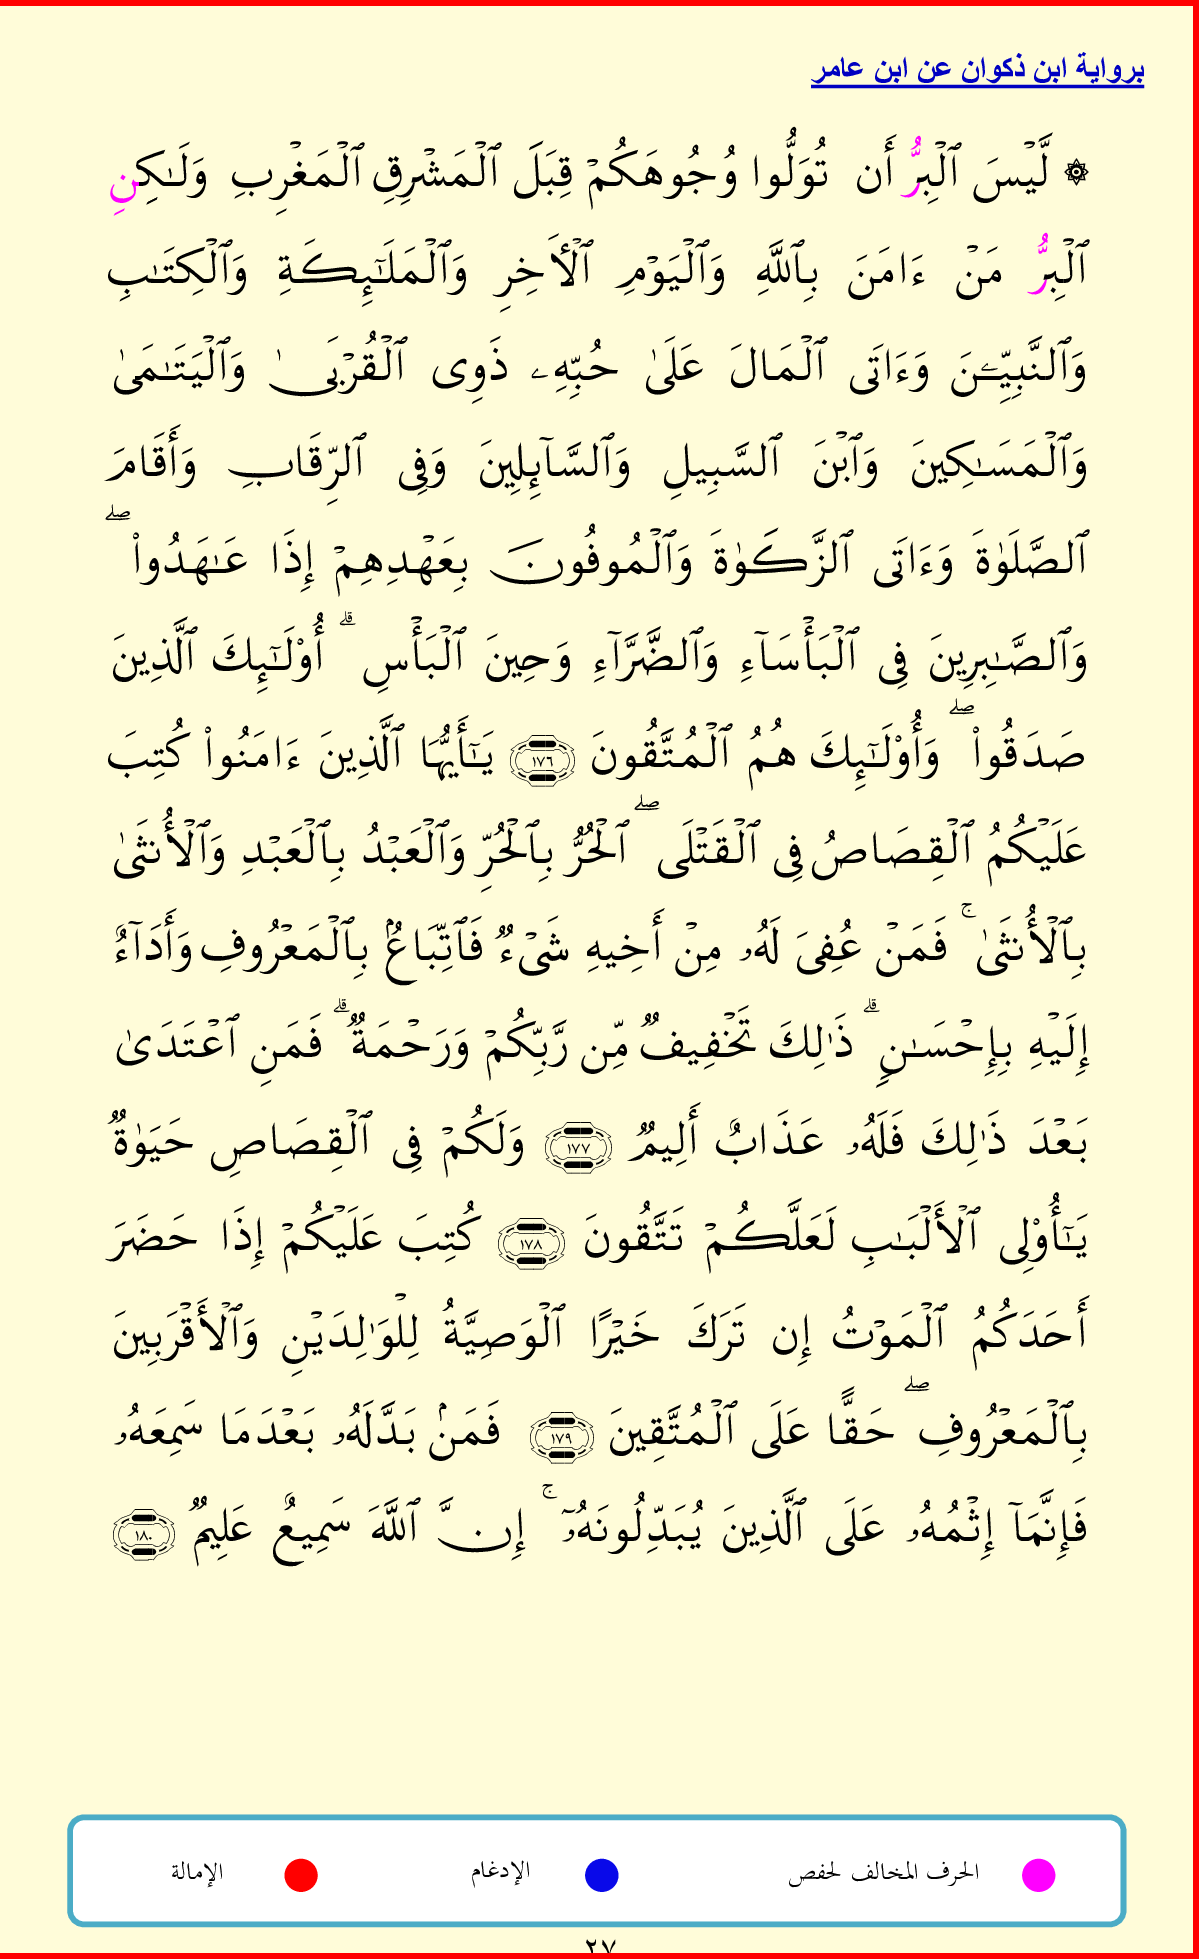 برواية ابن ذكوان عن ابن عامر
۞ لَّيْسَ ٱلْبِرُّ أَن تُوَلُّوا وُجُوهَكُمْ قِبَلَ ٱلْمَشْرِقِ ٱلْمَغْرِبِ وَلَٰكِنِ
ٱلْبِرُّ مَنْ ءَامَنَ بِٱللَّهِ وَٱلْيَوْمِ ٱلْأَخِرِ وَٱلْمَلَٰٓئِكَةِ وَٱلْكِتَٰبِ
وَٱلنَّبِيِّۦنَ وَءَاتَى ٱلْمَالَ عَلَىٰ حُبِّهِۦ ذَوِى ٱلْقُرْبَىٰ وَٱلْيَتَٰمَىٰ
وَٱلْمَسَٰكِينَ وَٱبْنَ ٱلسَّبِيلِ وَٱلسَّآئِلِينَ وَفِى ٱلرِّقَابِ وَأَقَامَ
ٱلصَّلَوٰةَ وَءَاتَى ٱلزَّكَوٰةَ وَٱلْمُوفُونَ بِعَهْدِهِمْ إِذَا عَٰهَدُوا۟ ۖ
وَٱلصَّٰبِرِينَ فِى ٱلْبَأْسَآءِ وَٱلضَّرَّآءِ وَحِينَ ٱلْبَأْسِ ۗ أُوْلَٰٓئِكَ ٱلَّذِينَ
صَدَقُوا۟ ۖ وَأُوْلَٰٓئِكَ هُمُ ٱلْمُتَّقُونَ ١٧٦ يَٰٓأَيُّهَا ٱلَّذِينَ ءَامَنُوا۟ كُتِبَ
عَلَيْكُمُ ٱلْقِصَاصُ فِى ٱلْقَتْلَى ۖ ٱلْحُرُّ بِٱلْحُرِّ وَٱلْعَبْدُ بِٱلْعَبْدِ وَٱلْأُنثَىٰ
بِٱلْأُنثَىٰ ۚ فَمَنْ عُفِىَ لَهُۥ مِنْ أَخِيهِ شَىْءٌ فَٱتِّبَاعٌۢ بِٱلْمَعْرُوفِ وَأَدَآءٌ
إِلَيْهِ بِإِحْسَٰنٍ ۗ ذَٰلِكَ تَخْفِيفٌ مِّن رَّبِّكُمْ وَرَحْمَةٌ ۗ فَمَنِ ٱعْتَدَىٰ
بَعْدَ ذَٰلِكَ فَلَهُۥ عَذَابٌ أَلِيمٌ ١٧٧ وَلَكُمْ فِى ٱلْقِصَاصِ حَيَوٰةٌ
يَٰٓأُوْلِى ٱلْأَلْبَٰبِ لَعَلَّكُمْ تَتَّقُونَ ١٧٨ كُتِبَ عَلَيْكُمْ إِذَا حَضَرَ
أَحَدَكُمُ ٱلْمَوْتُ إِن تَرَكَ خَيْرًا ٱلْوَصِيَّةُ لِلْوَٰلِدَيْنِ وَٱلْأَقْرَبِينَ
بِٱلْمَعْرُوفِ ۖ حَقًّا عَلَى ٱلْمُتَّقِينَ ١٧٩ فَمَنۢ بَدَّلَهُۥ بَعْدَمَا سَمِعَهُۥ
فَإِنَّمَآ إِثْمُهُۥ عَلَى ٱلَّذِينَ يُبَدِّلُونَهُۥٓ ۚ إِنَّ ٱللَّهَ سَمِيعٌ عَلِيمٌ ١٨٠
الحرف المخالف لحفص الإدغام الإمالة
٢٧